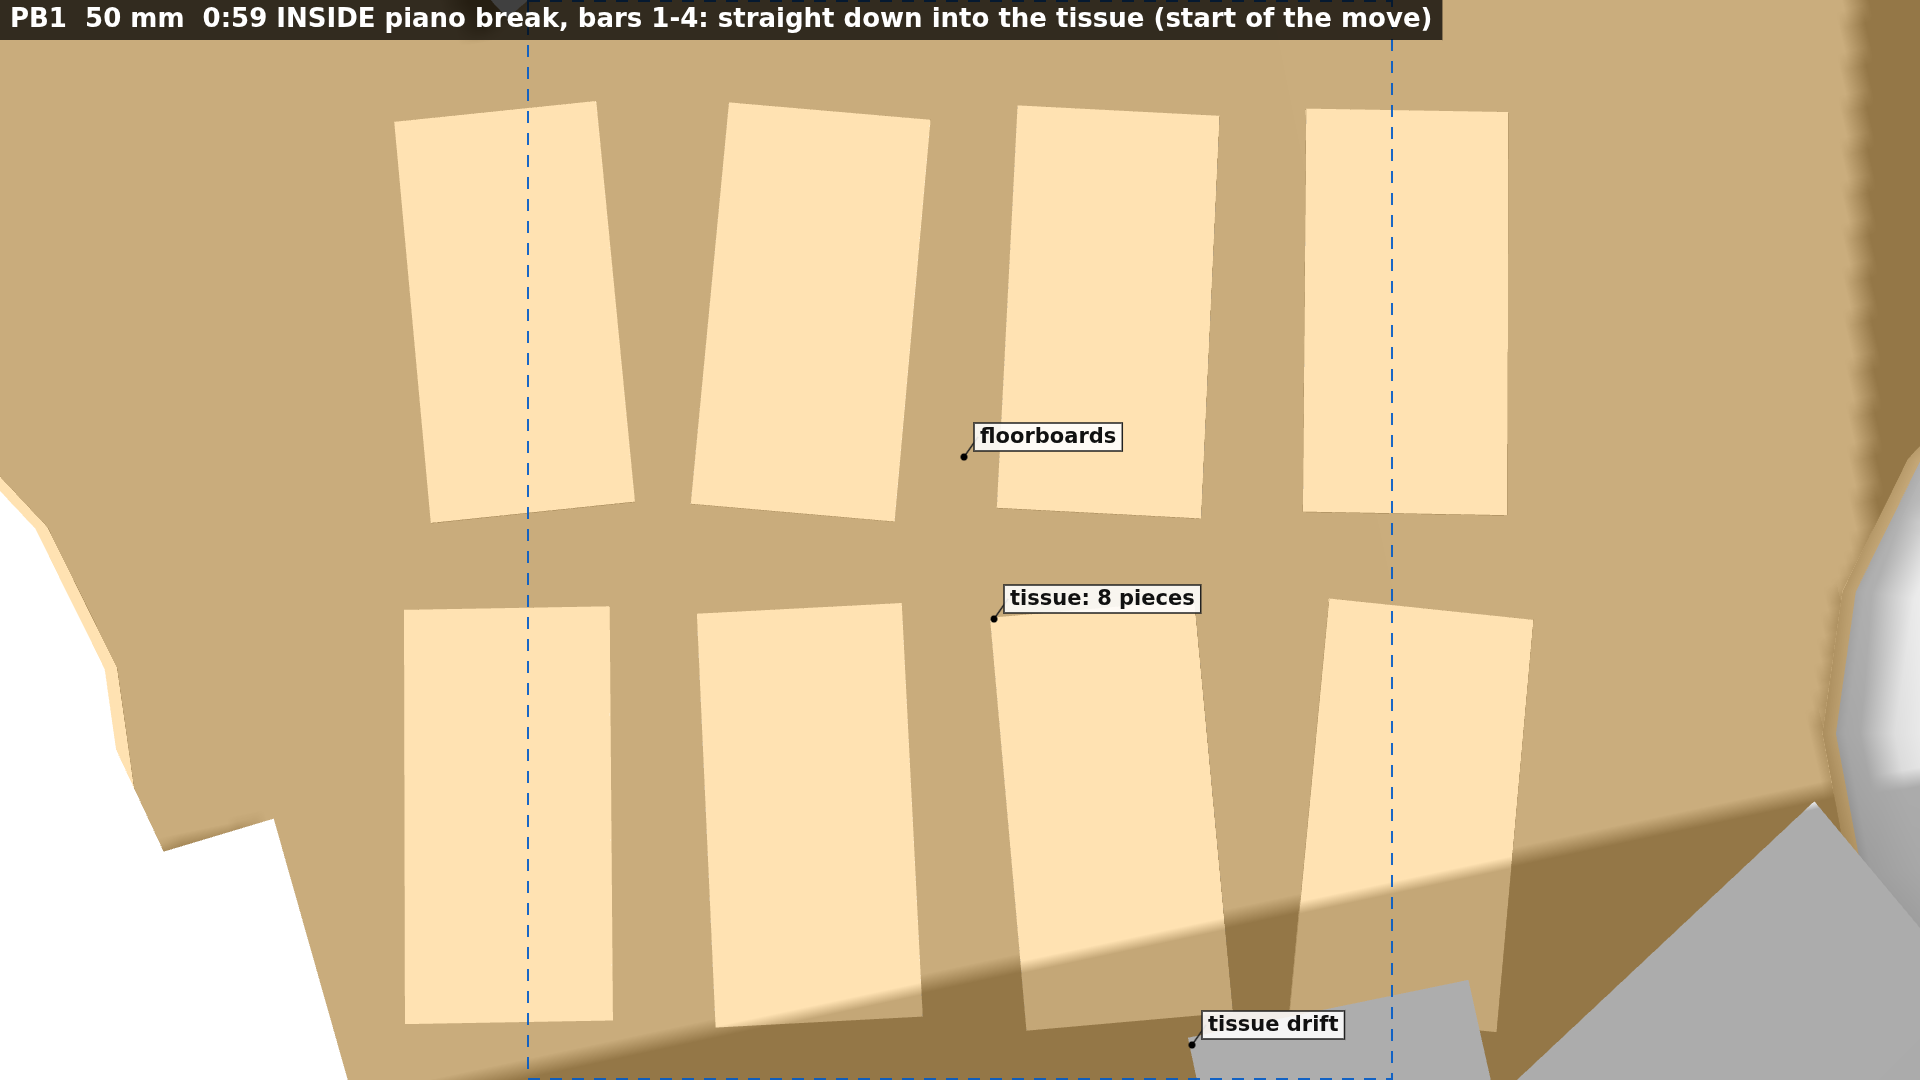 PB1  50 mm  0:59 INSIDE piano break, bars 1-4: straight down into the tissue (start of the move)
floorboards
tissue: 8 pieces
tissue drift